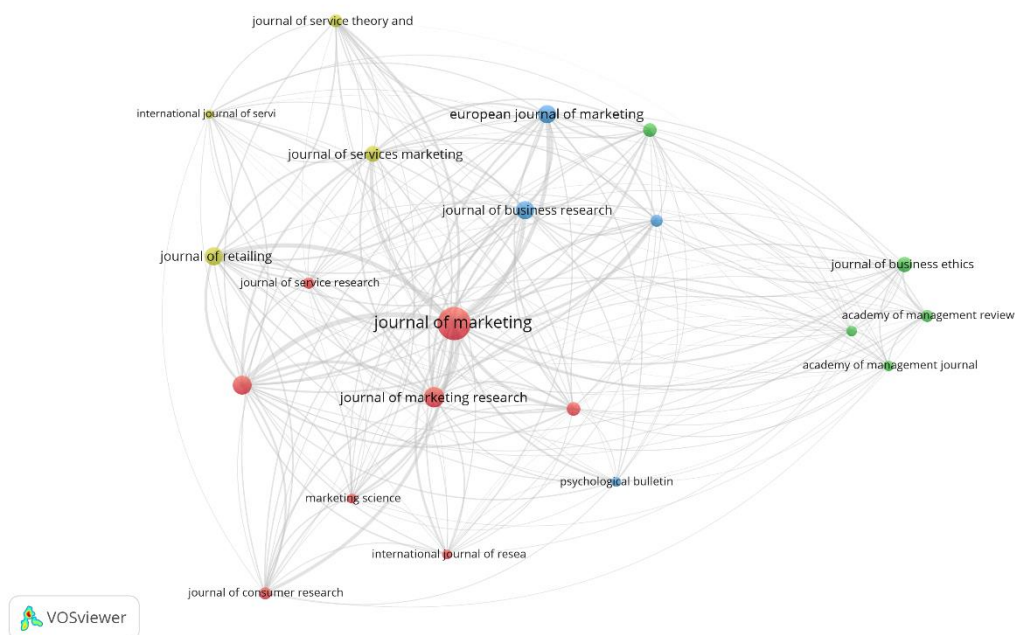 journal of service theory and
international journal of servi
european journal of marketing
journal of services marketing
journal of business research
journal of retailing
journal of business ethics
journal of service research
academy of management review
journal of marketing
academy of management journal
journal of marketing research
psychological bulletin
marketing science
international journal of resea
journal of consumer research
VOSviewer